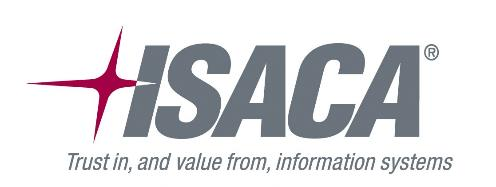 ISACA®
Trust in, and value from, information systems